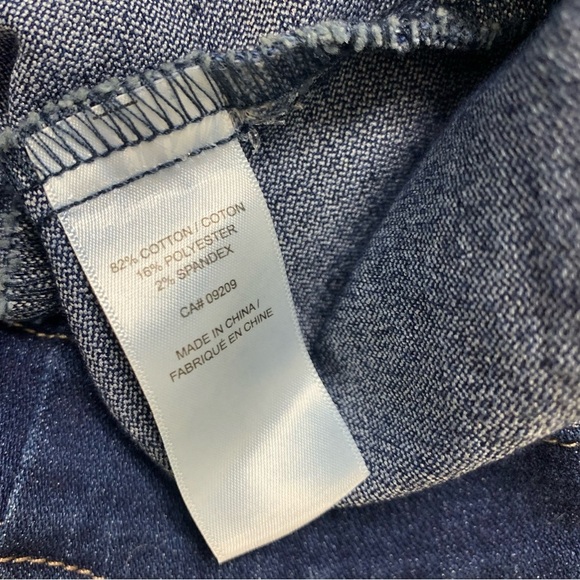 82% COTTON / COTON
16% POLYESTER
2% SPANDEX
CA# 09209
MADE IN CHINA /
FABRIQUÉ EN CHINE